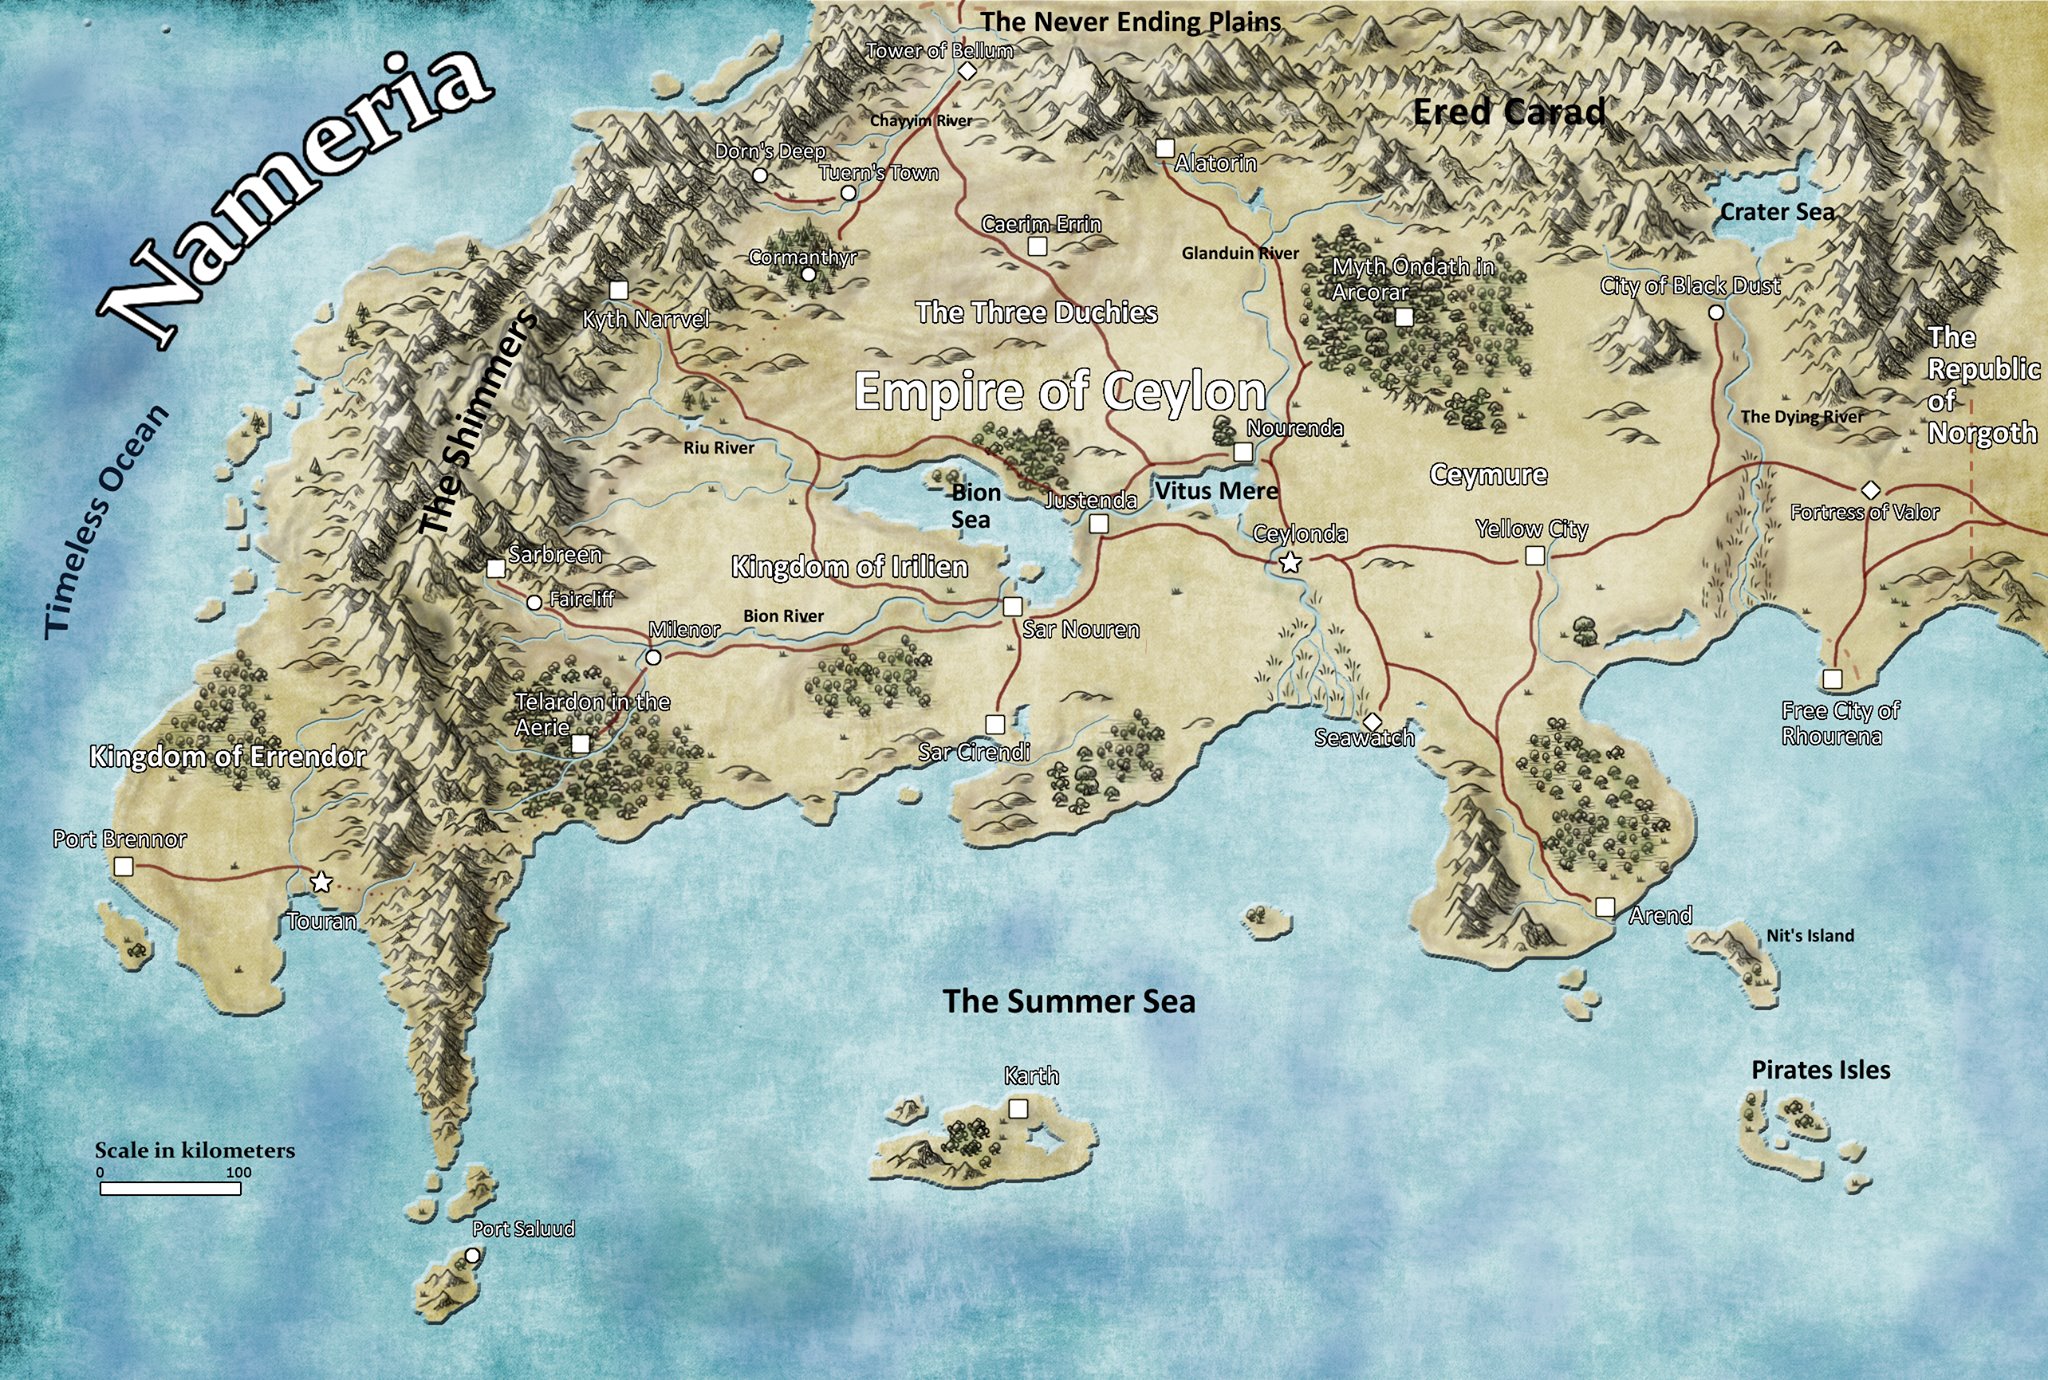 Nameria
The Never Ending Plains
Tower of Bellum
Ered Carad
Chayyim River
Dorn's Deep
Tuern's Town
Alatorin
Crater Sea
Caerim Errin
Cormanthyr
Glanduin River
Myth Ondath in
Arcorar
City of Black Dust
Kyth Narrvel
The Three Duchies
The Shimmers
The
Republic
of
Norgoth
Empire of Ceylon
The Dying River
Timeless Ocean
Riu River
Nourenda
Ceymure
Bion
Sea
Justenda
Vitus Mere
Fortress of Valor
Sarbreen
Ceylonda
Yellow City
Kingdom of Irilien
Faircliff
Bion River
Milenor
Sar Nouren
Telardon in the
Aerie
Free City of
Rhourena
Kingdom of Errendor
Sar Cirendi
Seawatch
Port Brennor
Touran
Arend
Nit's Island
The Summer Sea
Karth
Pirates Isles
Scale in kilometers
0 100
Port Saluud